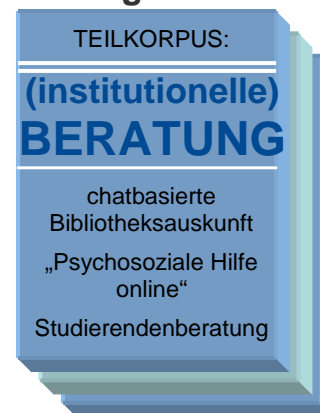 TEILKORPUS:
(institutionelle)
BERATUNG
chatbasierte
Bibliotheksauskunft
„Psychosoziale Hilfe
online“
Studierendenberatung